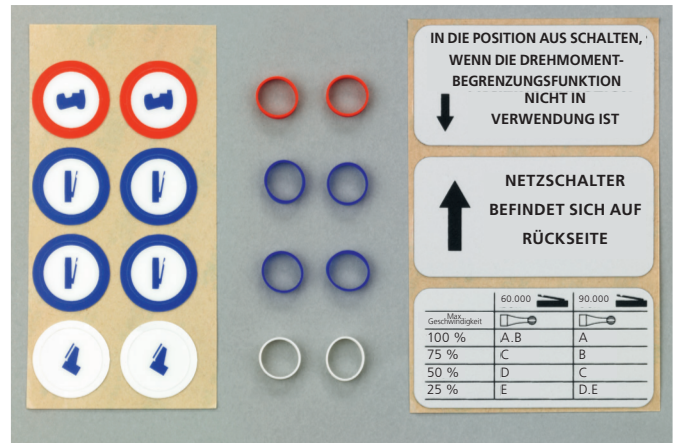 IN DIE POSITION AUS SCHALTEN,
WENN DIE DREHMOMENT-
BEGRENZUNGSFUNKTION
NICHT IN
VERWENDUNG IST
NETZSCHALTER
BEFINDET SICH AUF
RÜCKSEITE
60.000 90.000
Max.
Geschwindigkeit
100 % A.B A
75 % C B
50 % D C
25 % E D.E